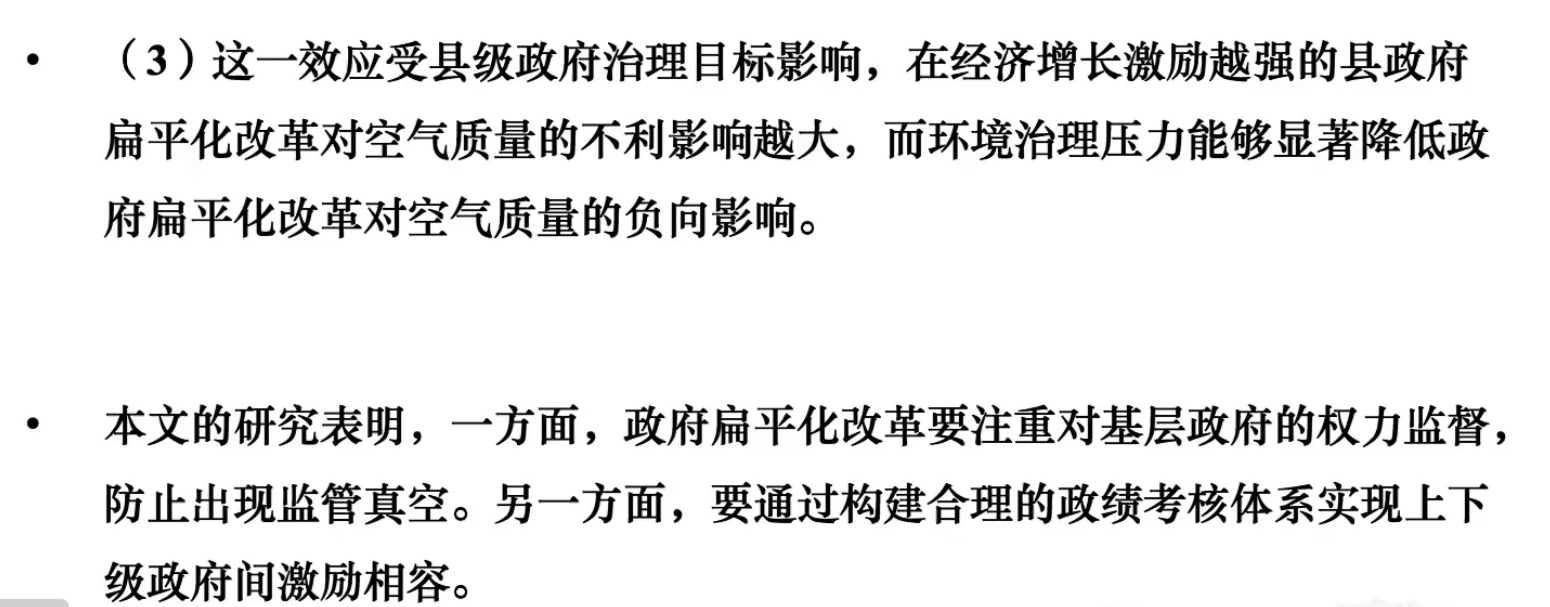 • （3）这一效应受县级政府治理目标影响，在经济增长激励越强的县政府
扁平化改革对空气质量的不利影响越大，而环境治理压力能够显著降低政
府扁平化改革对空气质量的负向影响。
• 本文的研究表明，一方面，政府扁平化改革要注重对基层政府的权力监督，
防止出现监管真空。另一方面，要通过构建合理的政绩考核体系实现上下
级政府间激励相容。